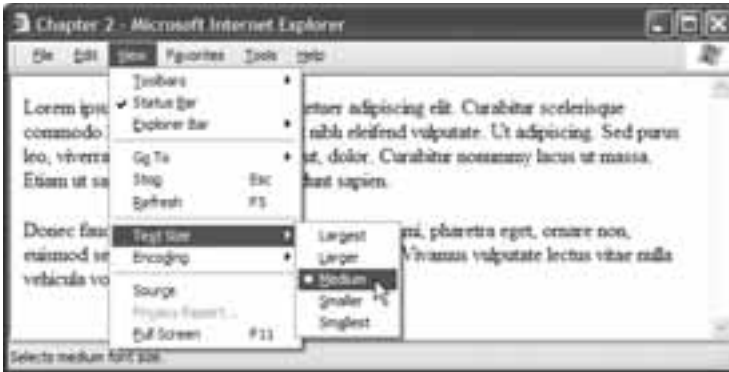 Chapter 2 - Microsoft Internet Explorer
File Edit View Favorites Tools Help
Toolbars
Status Bar
Explorer Bar
Go To
Stop Esc
Refresh F5
Text Size
Encoding
Source
Privacy Report...
Full Screen F11
Largest
Larger
Medium
Smaller
Smallest
Lorem ipsu etuer adipiscing elit. Curabitur scelerisque
commodo nibh eleifend vulputate. Ut adipiscing. Sed purus
leo, viverra ut, dolor. Curabitur nonummy lacus ut massa.
Etiam ut sa dunt sapien.
Donec fauc mi, pharetra eget, ornare non,
euismod se Vivamus vulputate lectus vitae nulla
vehicula vo
Selects medium font size.